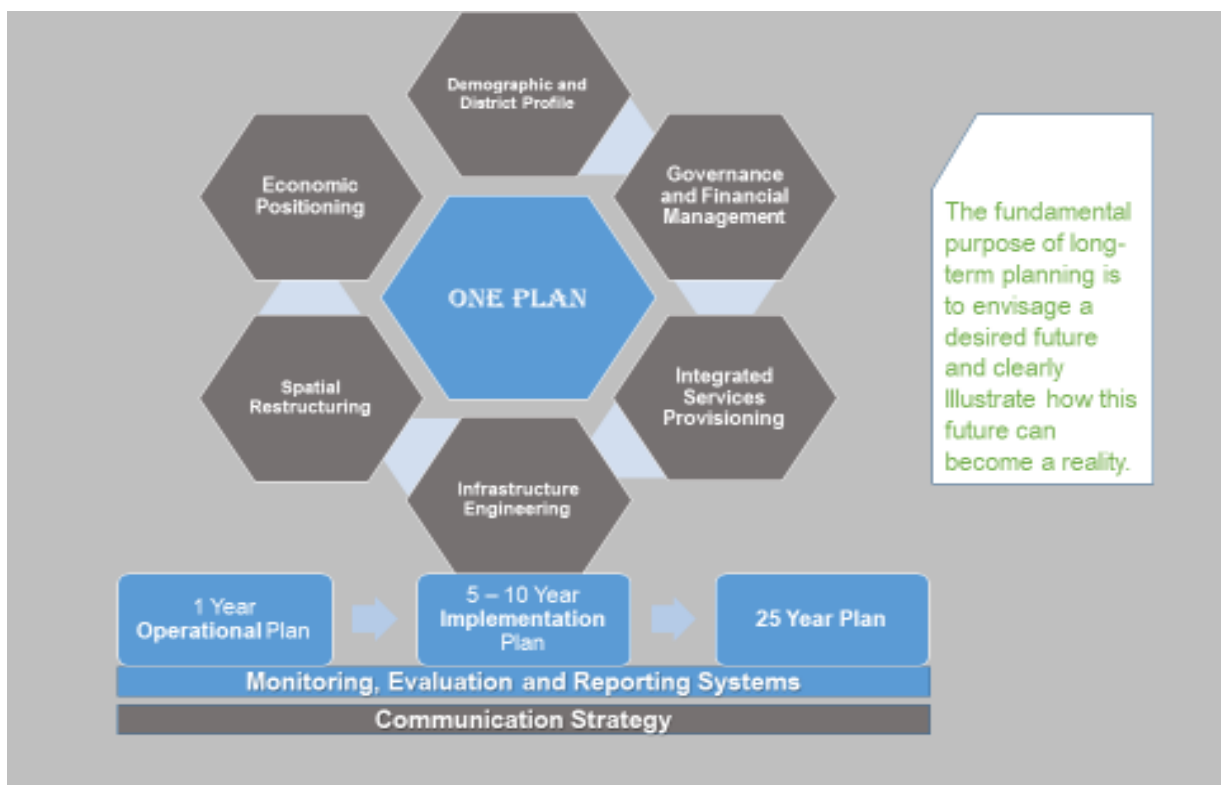 Demographic and
District Profile
Economic
Positioning
Governance
and Financial
Management
ONE PLAN
Spatial
Restructuring
Integrated
Services
Provisioning
Infrastructure
Engineering
The fundamental
purpose of long-
term planning is
to envisage a
desired future
and clearly
Illustrate how this
future can
become a reality.
1 Year
Operational Plan
5 – 10 Year
Implementation
Plan
25 Year Plan
Monitoring, Evaluation and Reporting Systems
Communication Strategy